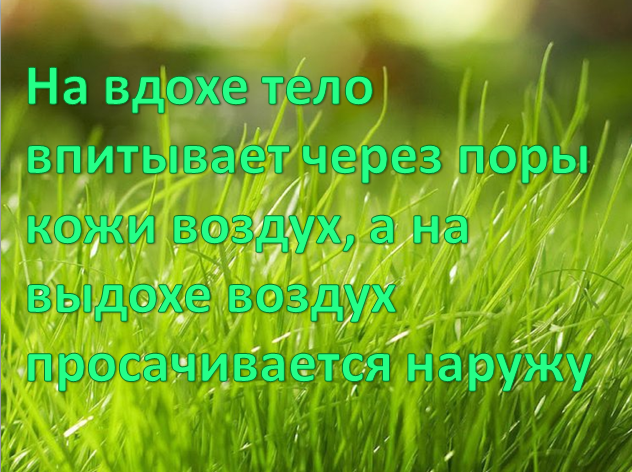 На вдохе тело
впитывает через поры
кожи воздух, а на
выдохе воздух
просачивается наружу